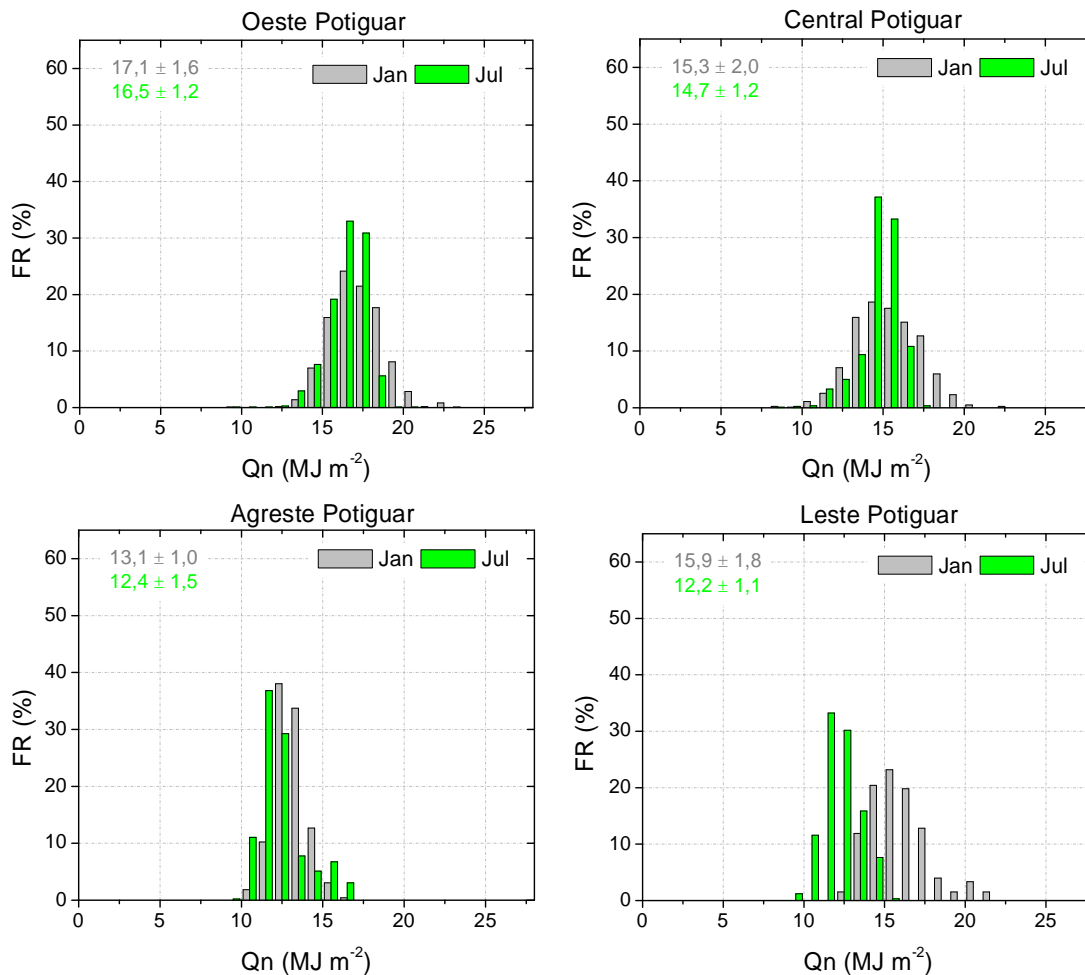 Oeste Potiguar
17,1 ± 1,6
16,5 ± 1,2
Jan Jul
60
50
40
30
20
10
0
FR (%)
0 5 10 15 20 25
Qn (MJ m⁻²)
Central Potiguar
15,3 ± 2,0
14,7 ± 1,2
Jan Jul
60
50
40
30
20
10
0
FR (%)
0 5 10 15 20 25
Qn (MJ m⁻²)
Agreste Potiguar
13,1 ± 1,0
12,4 ± 1,5
Jan Jul
60
50
40
30
20
10
0
FR (%)
0 5 10 15 20 25
Qn (MJ m⁻²)
Leste Potiguar
15,9 ± 1,8
12,2 ± 1,1
Jan Jul
60
50
40
30
20
10
0
FR (%)
0 5 10 15 20 25
Qn (MJ m⁻²)